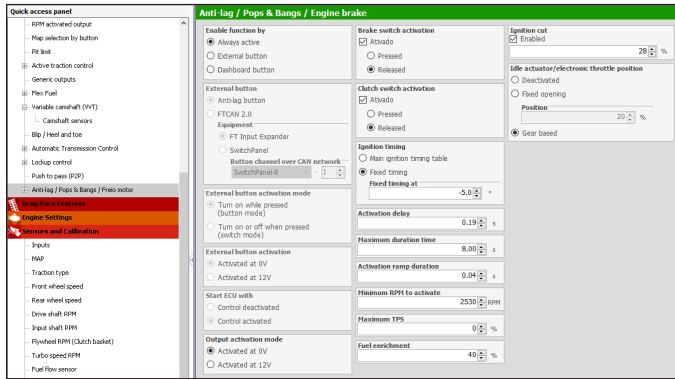 Quick access panel
RPM activated output
Map selection by button
Pit limit
Active traction control
Generic outputs
Flex Fuel
Variable camshaft (VVT)
Camshaft sensors
Blip / Heel and toe
Automatic Transmission Control
Lockup control
Push to pass (P2P)
Anti-lag / Pops & Bangs / Freio motor
Drag Race Features
Engine Settings
Sensors and Calibration
Inputs
MAP
Traction type
Front wheel speed
Rear wheel speed
Drive shaft RPM
Input shaft RPM
Flywheel RPM (Clutch basket)
Turbo speed RPM
Fuel flow sensor
Anti-lag / Pops & Bangs / Engine brake
Enable function by
Always active
External button
Dashboard button
External button
Anti-lag button
FTCAN 2.0
Equipment
FT Input Expander
SwitchPanel
Button channel over CAN network
SwitchPanel-8 - 1
External button activation mode
Turn on while pressed
(button mode)
Turn on or off when pressed
(switch mode)
External button activation
Activated at 0V
Activated at 12V
Start ECU with
Control deactivated
Control activated
Output activation mode
Activated at 0V
Activated at 12V
Brake switch activation
Ativado
Pressed
Released
Clutch switch activation
Ativado
Pressed
Released
Ignition timing
Main ignition timing table
Fixed timing
Fixed timing at
-5.0 °
Activation delay
0.19 s
Maximum duration time
8.00 s
Activation ramp duration
0.04 s
Minimum RPM to activate
2530 RPM
Maximum TPS
0 %
Fuel enrichment
40 %
Ignition cut
Enabled
28 %
Idle actuator/electronic throttle position
Deactivated
Fixed opening
Position
20 %
Gear based